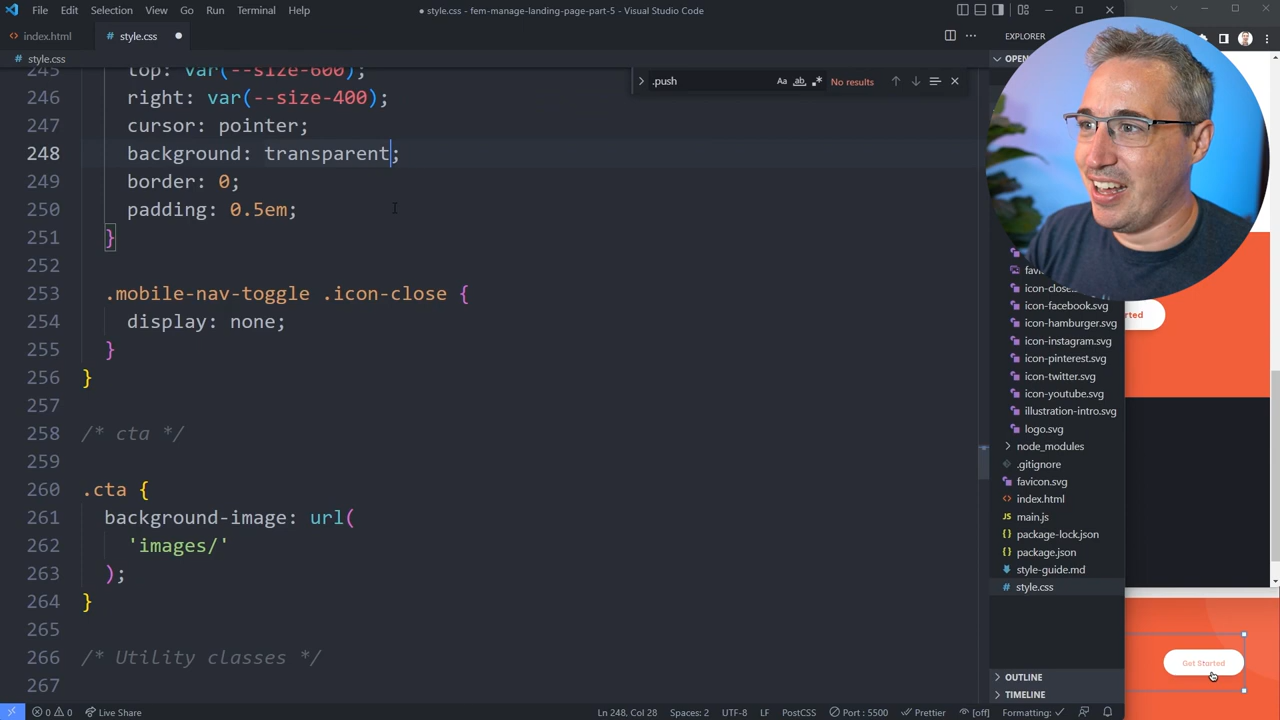 File Edit Selection View Go Run Terminal Help
style.css - fem-manage-landing-page-part-5 - Visual Studio Code
index.html
style.css
style.css
.push
Aa
ab
No results
245 top: var(--size-600);
246 right: var(--size-400);
247 cursor: pointer;
248 background: transparent;
249 border: 0;
250 padding: 0.5em;
251 }
252
253 .mobile-nav-toggle .icon-close {
254 display: none;
255 }
256 }
257
258 /* cta */
259
260 .cta {
261 background-image: url(
262 'images/'
263 );
264 }
265
266 /* Utility classes */
267
EXPLORER
icon-facebook.svg
icon-hamburger.svg
icon-instagram.svg
icon-pinterest.svg
icon-twitter.svg
icon-youtube.svg
illustration-intro.svg
logo.svg
node_modules
.gitignore
favicon.svg
index.html
main.js
package-lock.json
package.json
style-guide.md
style.css
OUTLINE
TIMELINE
Get Started
0 0 Live Share
Ln 248, Col 28 Spaces: 2 UTF-8 LF PostCSS Port : 5500 Prettier [off] Formatting: